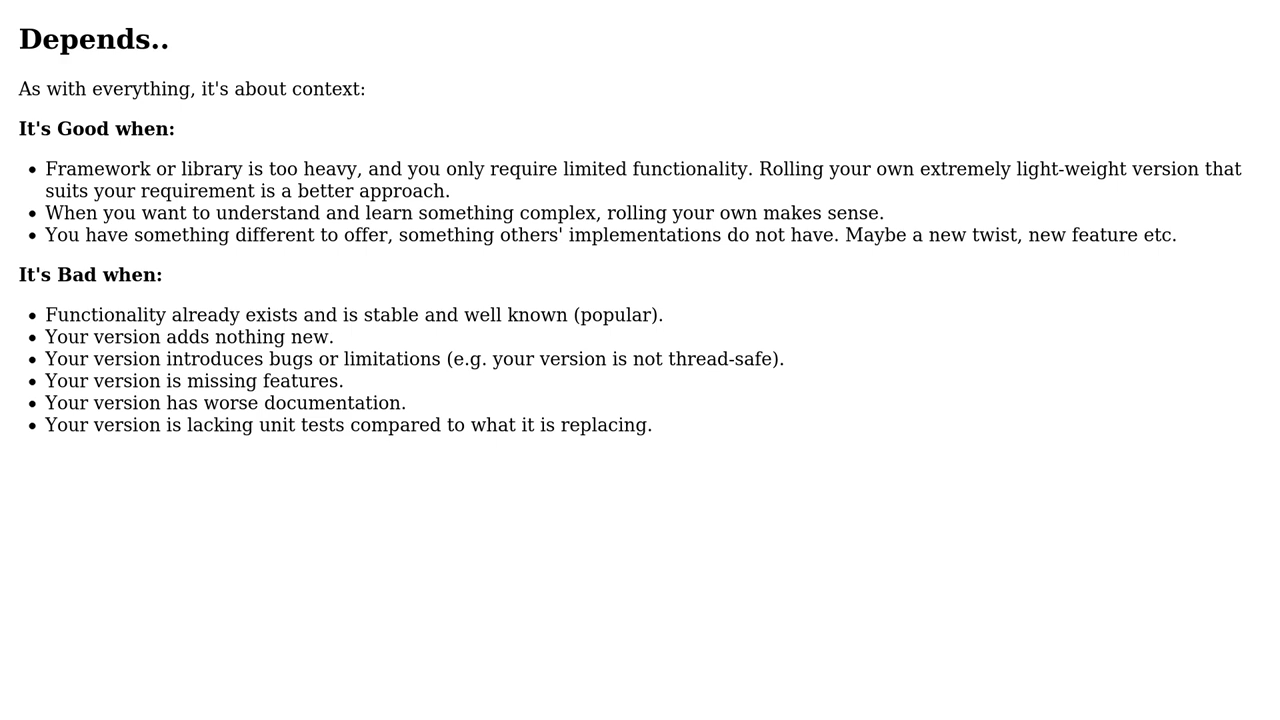 Depends..
As with everything, it's about context:
It's Good when:
• Framework or library is too heavy, and you only require limited functionality. Rolling your own extremely light-weight version that
suits your requirement is a better approach.
• When you want to understand and learn something complex, rolling your own makes sense.
• You have something different to offer, something others' implementations do not have. Maybe a new twist, new feature etc.
It's Bad when:
• Functionality already exists and is stable and well known (popular).
• Your version adds nothing new.
• Your version introduces bugs or limitations (e.g. your version is not thread-safe).
• Your version is missing features.
• Your version has worse documentation.
• Your version is lacking unit tests compared to what it is replacing.